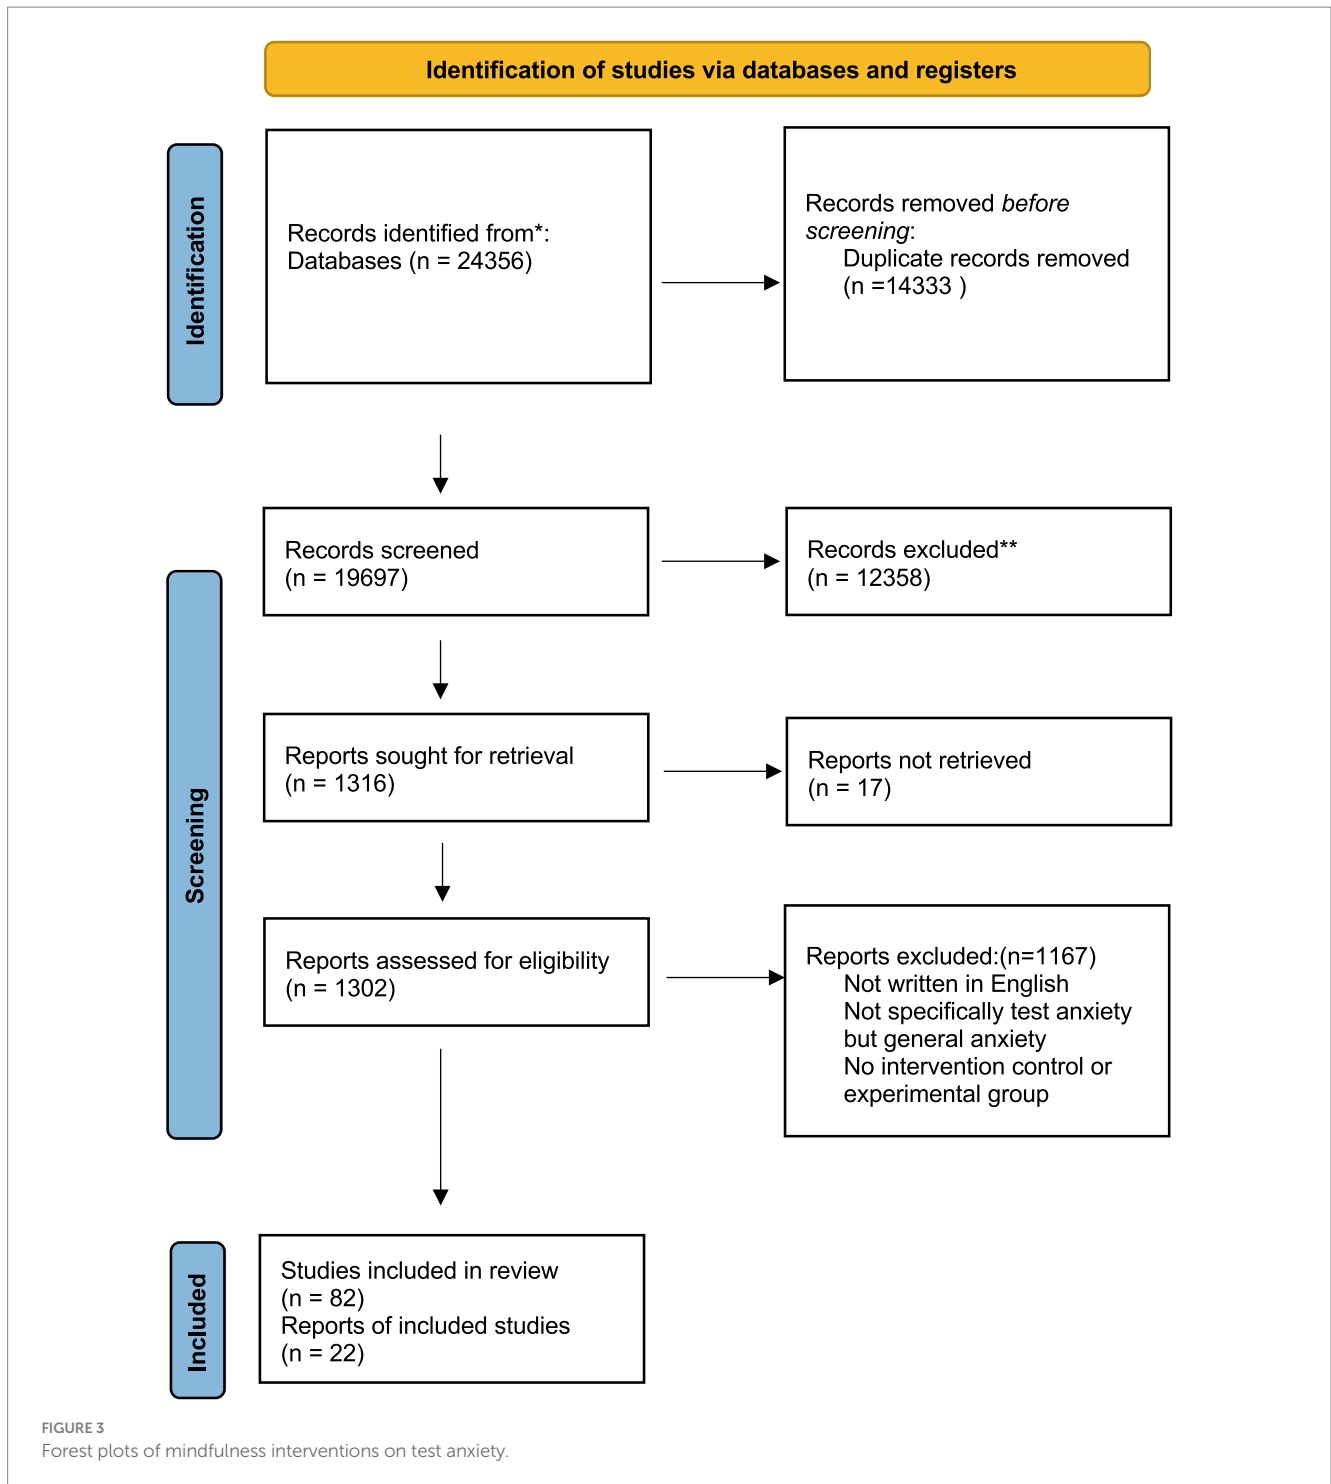 Identification of studies via databases and registers
Identification
Records identified from*:
Databases (n = 24356)
Records removed before
screening:
Duplicate records removed
(n =14333 )
Screening
Records screened
(n = 19697)
Records excluded**
(n = 12358)
Reports sought for retrieval
(n = 1316)
Reports not retrieved
(n = 17)
Reports assessed for eligibility
(n = 1302)
Reports excluded:(n=1167)
Not written in English
Not specifically test anxiety
but general anxiety
No intervention control or
experimental group
Included
Studies included in review
(n = 82)
Reports of included studies
(n = 22)
FIGURE 3
Forest plots of mindfulness interventions on test anxiety.